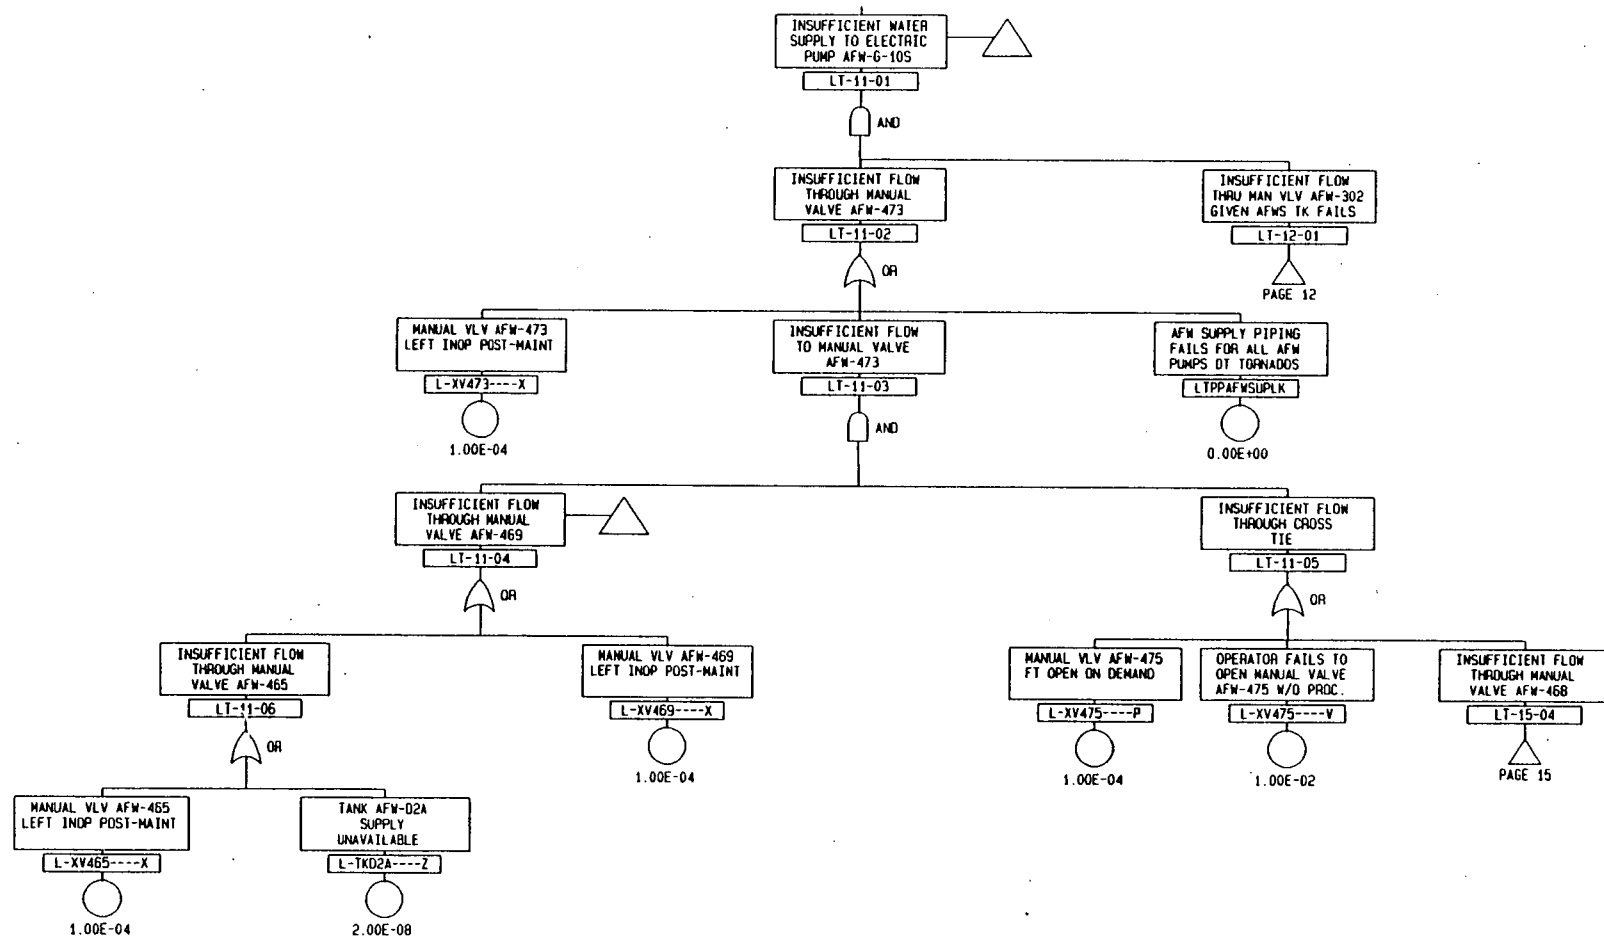 INSUFFICIENT WATER
SUPPLY TO ELECTRIC
PUMP AFW-G-10S
LT-11-01
AND
INSUFFICIENT FLOW
THROUGH MANUAL
VALVE AFW-473
LT-11-02
OR
INSUFFICIENT FLOW
THRU MAN VLV AFW-302
GIVEN AFWS TK FAILS
LT-12-01
PAGE 12
MANUAL VLV AFW-473
LEFT INOP POST-MAINT
L-XV473----X
1.00E-04
INSUFFICIENT FLOW
TO MANUAL VALVE
AFW-473
LT-11-03
AND
AFW SUPPLY PIPING
FAILS FOR ALL AFW
PUMPS DT TORNADOS
LTPPAFWSUPLK
0.00E+00
INSUFFICIENT FLOW
THROUGH MANUAL
VALVE AFW-469
LT-11-04
OR
INSUFFICIENT FLOW
THROUGH CROSS
TIE
LT-11-05
OR
INSUFFICIENT FLOW
THROUGH MANUAL
VALVE AFW-465
LT-11-06
OR
MANUAL VLV AFW-469
LEFT INOP POST-MAINT
L-XV469----X
1.00E-04
MANUAL VLV AFW-475
FT OPEN ON DEMAND
L-XV475----P
1.00E-04
OPERATOR FAILS TO
OPEN MANUAL VALVE
AFW-475 W/O PROC.
L-XV475----V
1.00E-02
INSUFFICIENT FLOW
THROUGH MANUAL
VALVE AFW-468
LT-15-04
PAGE 15
MANUAL VLV AFW-465
LEFT INOP POST-MAINT
L-XV465----X
1.00E-04
TANK AFW-D2A
SUPPLY
UNAVAILABLE
L-TKD2A----Z
2.00E-08